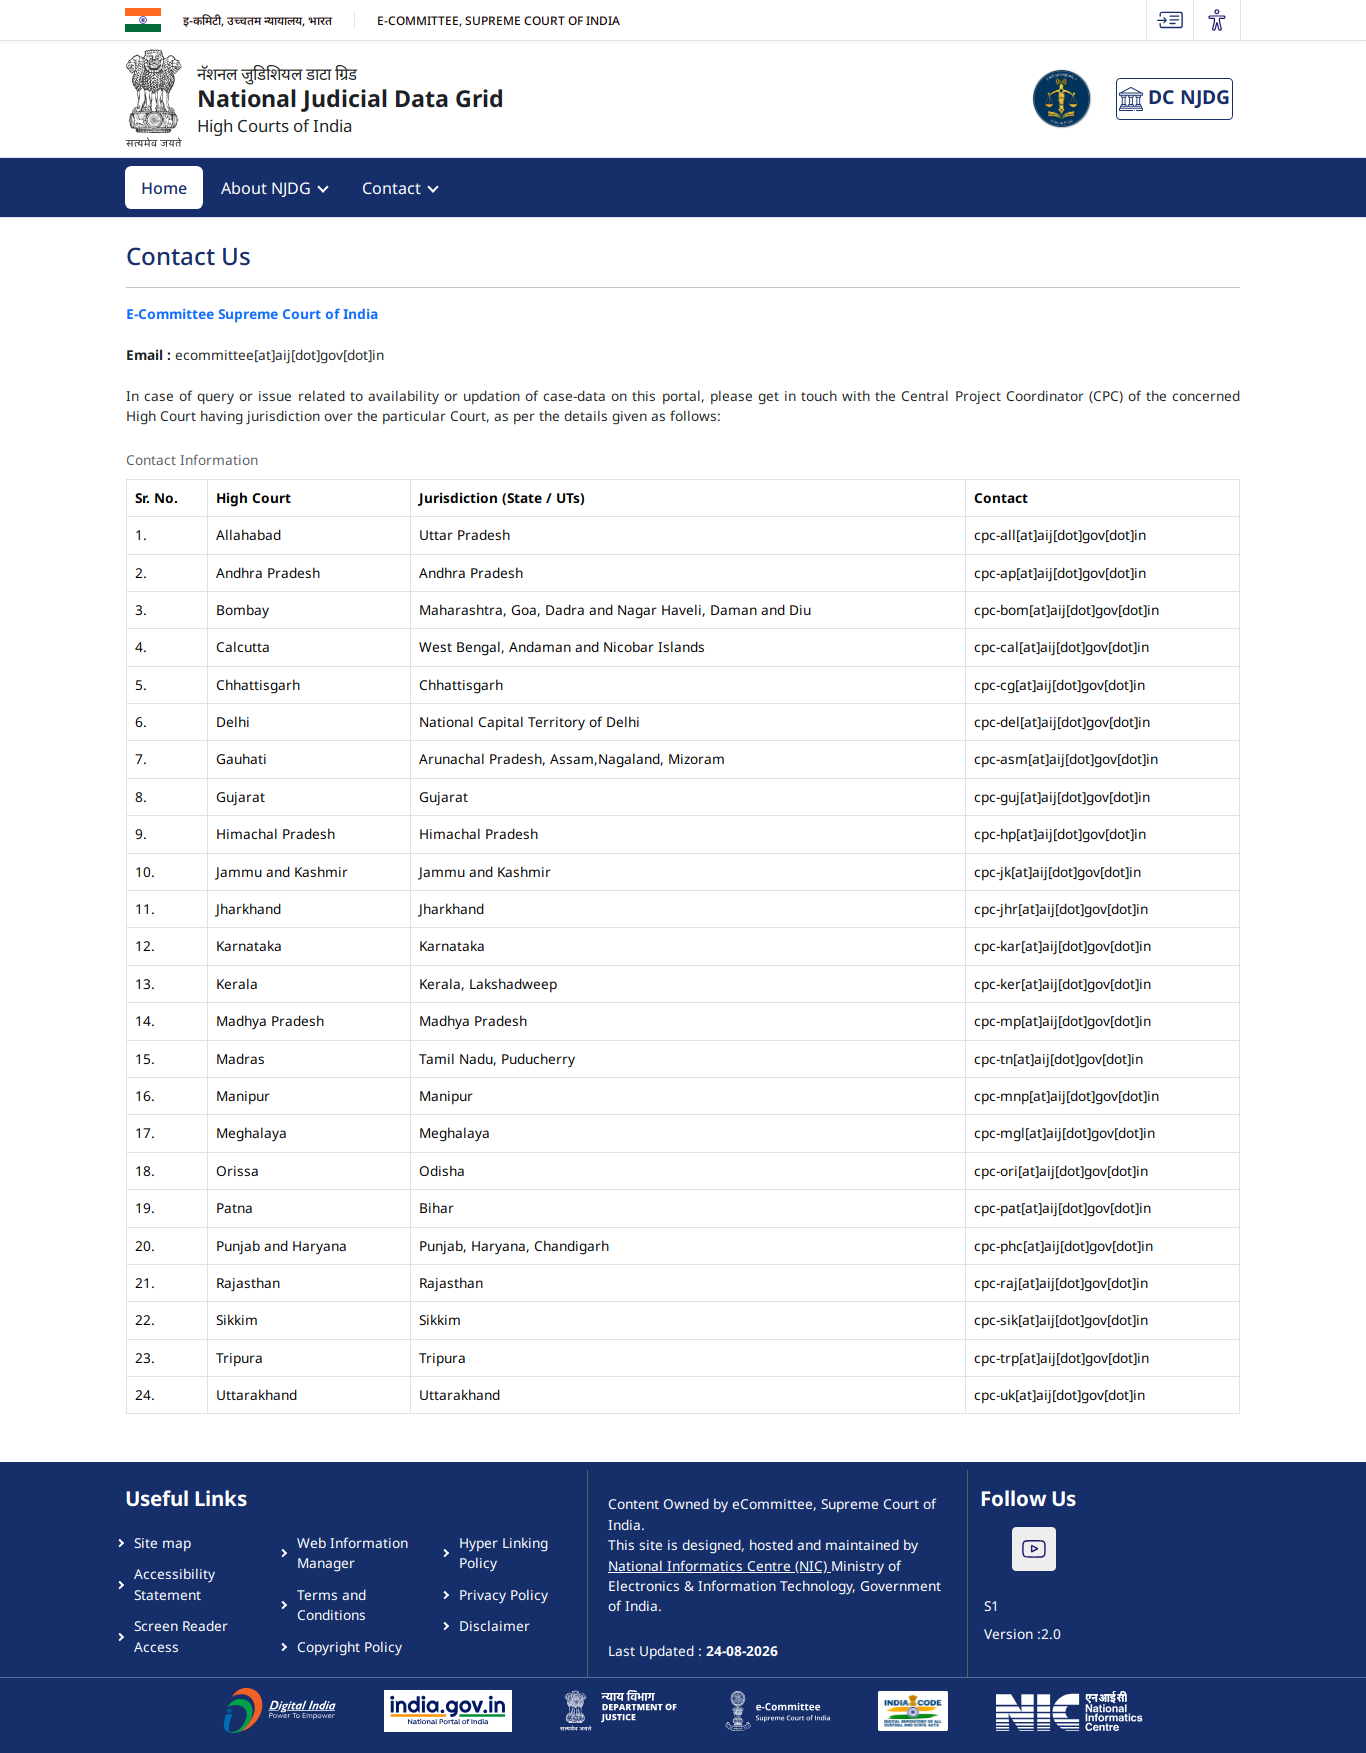 इ-कमिटी, उच्चतम न्यायालय, भारत
E-COMMITTEE, SUPREME COURT OF INDIA
सत्यमेव जयते
नॅशनल जुडिशियल डाटा ग्रिड
National Judicial Data Grid
High Courts of India
DC NJDG
Home
About NJDG
Contact
Contact Us
E-Committee Supreme Court of India
Email : ecommittee[at]aij[dot]gov[dot]in
In case of query or issue related to availability or updation of case-data on this portal, please get in touch with the Central Project Coordinator (CPC) of the concerned
High Court having jurisdiction over the particular Court, as per the details given as follows:
Contact Information
Sr. No. High Court Jurisdiction (State / UTs) Contact
1. Allahabad Uttar Pradesh cpc-all[at]aij[dot]gov[dot]in
2. Andhra Pradesh Andhra Pradesh cpc-ap[at]aij[dot]gov[dot]in
3. Bombay Maharashtra, Goa, Dadra and Nagar Haveli, Daman and Diu cpc-bom[at]aij[dot]gov[dot]in
4. Calcutta West Bengal, Andaman and Nicobar Islands cpc-cal[at]aij[dot]gov[dot]in
5. Chhattisgarh Chhattisgarh cpc-cg[at]aij[dot]gov[dot]in
6. Delhi National Capital Territory of Delhi cpc-del[at]aij[dot]gov[dot]in
7. Gauhati Arunachal Pradesh, Assam,Nagaland, Mizoram cpc-asm[at]aij[dot]gov[dot]in
8. Gujarat Gujarat cpc-guj[at]aij[dot]gov[dot]in
9. Himachal Pradesh Himachal Pradesh cpc-hp[at]aij[dot]gov[dot]in
10. Jammu and Kashmir Jammu and Kashmir cpc-jk[at]aij[dot]gov[dot]in
11. Jharkhand Jharkhand cpc-jhr[at]aij[dot]gov[dot]in
12. Karnataka Karnataka cpc-kar[at]aij[dot]gov[dot]in
13. Kerala Kerala, Lakshadweep cpc-ker[at]aij[dot]gov[dot]in
14. Madhya Pradesh Madhya Pradesh cpc-mp[at]aij[dot]gov[dot]in
15. Madras Tamil Nadu, Puducherry cpc-tn[at]aij[dot]gov[dot]in
16. Manipur Manipur cpc-mnp[at]aij[dot]gov[dot]in
17. Meghalaya Meghalaya cpc-mgl[at]aij[dot]gov[dot]in
18. Orissa Odisha cpc-ori[at]aij[dot]gov[dot]in
19. Patna Bihar cpc-pat[at]aij[dot]gov[dot]in
20. Punjab and Haryana Punjab, Haryana, Chandigarh cpc-phc[at]aij[dot]gov[dot]in
21. Rajasthan Rajasthan cpc-raj[at]aij[dot]gov[dot]in
22. Sikkim Sikkim cpc-sik[at]aij[dot]gov[dot]in
23. Tripura Tripura cpc-trp[at]aij[dot]gov[dot]in
24. Uttarakhand Uttarakhand cpc-uk[at]aij[dot]gov[dot]in
Useful Links
Site map
Accessibility
Statement
Screen Reader
Access
Web Information
Manager
Terms and
Conditions
Copyright Policy
Hyper Linking
Policy
Privacy Policy
Disclaimer
Content Owned by eCommittee, Supreme Court of
India.
This site is designed, hosted and maintained by
National Informatics Centre (NIC) Ministry of
Electronics & Information Technology, Government
of India.
Last Updated : 24-08-2026
Follow Us
S1
Version :2.0
Digital India
Power To Empower
india.gov.in
National Portal of India
सत्यमेव जयते
न्याय विभाग
DEPARTMENT OF
JUSTICE
e-Committee
Supreme Court of India
INDIA CODE
DIGITAL REPOSITORY OF ALL
CENTRAL AND STATE ACTS
NIC
एन आई सी
National
Informatics
Centre